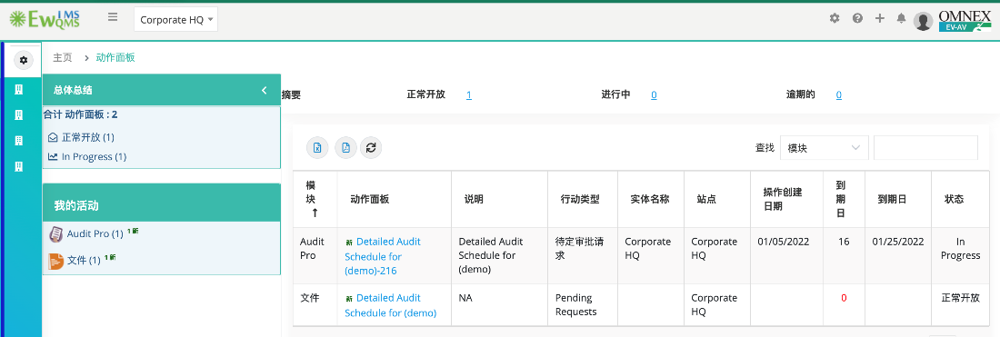 EwIMS
QMS
Corporate HQ
OMNEX
EV-AV
主页 > 动作面板
总体总结
合计 动作面板 : 2
正常开放 (1)
In Progress (1)
我的活动
Audit Pro (1) 1 新
文件 (1) 1 新
摘要 正常开放 1 进行中 0 逾期的 0
查找 模块
模块 ↑ 动作面板 说明 行动类型 实体名称 站点 操作创建日期 到期日 到期日 状态
Audit Pro 新 Detailed Audit Schedule for (demo)-216 Detailed Audit Schedule for (demo) 待定审批请求 Corporate HQ Corporate HQ 01/05/2022 16 01/25/2022 In Progress
文件 新 Detailed Audit Schedule for (demo) NA Pending Requests Corporate HQ 0 正常开放